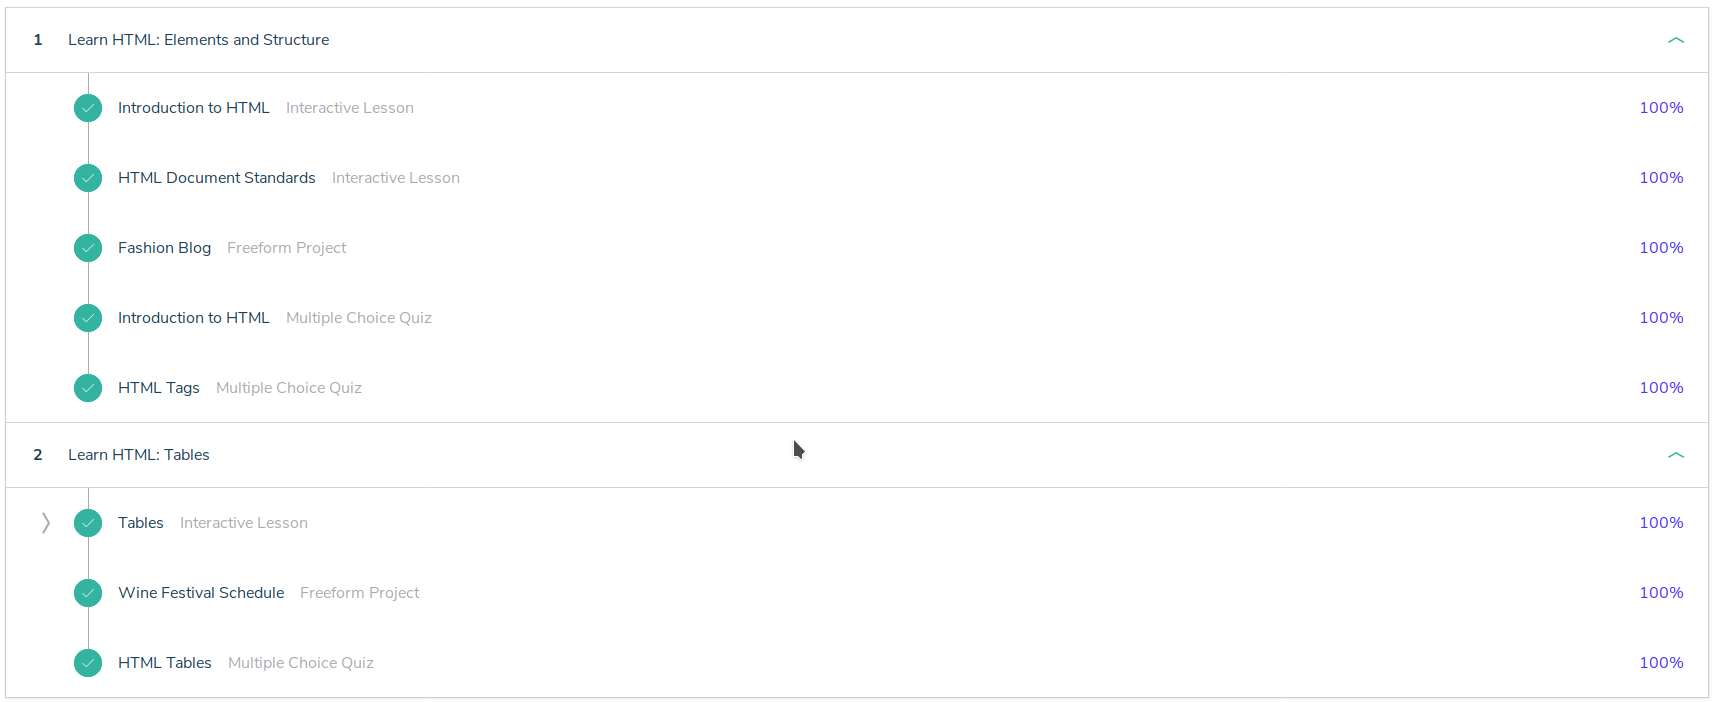 1 Learn HTML: Elements and Structure
Introduction to HTML Interactive Lesson 100%
HTML Document Standards Interactive Lesson 100%
Fashion Blog Freeform Project 100%
Introduction to HTML Multiple Choice Quiz 100%
HTML Tags Multiple Choice Quiz 100%
2 Learn HTML: Tables
Tables Interactive Lesson 100%
Wine Festival Schedule Freeform Project 100%
HTML Tables Multiple Choice Quiz 100%